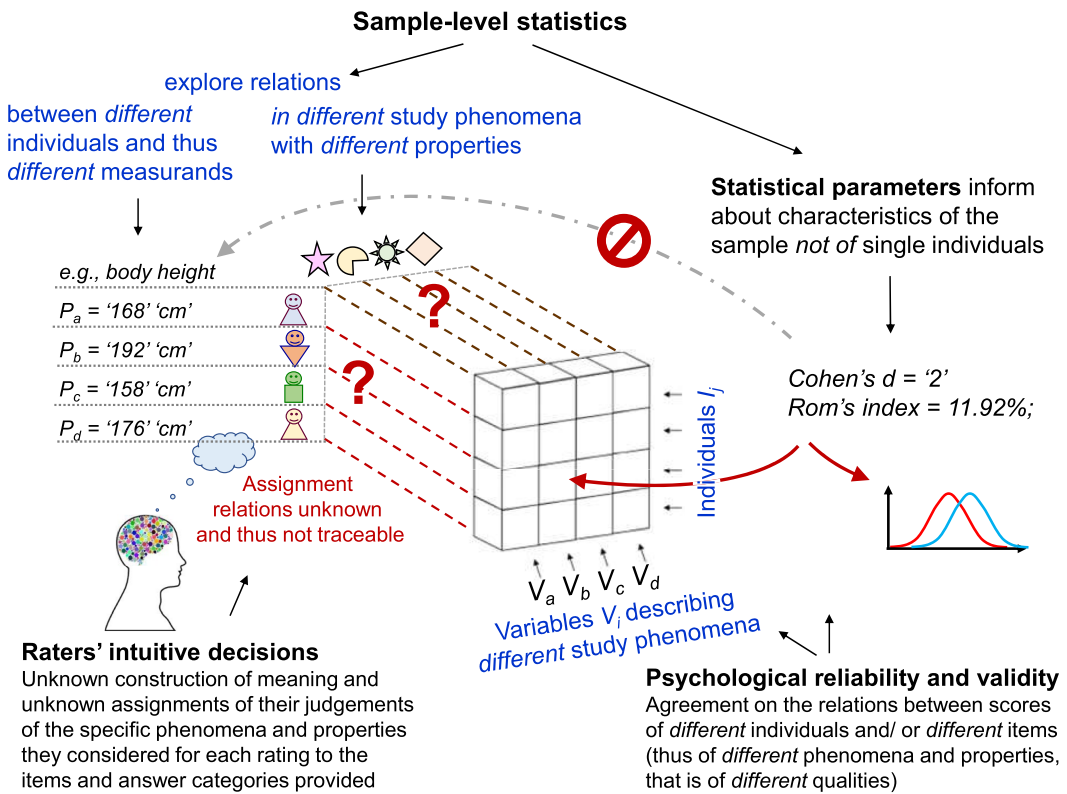 Sample-level statistics
explore relations
between different
individuals and thus
different measurands
in different study phenomena
with different properties
Statistical parameters inform
about characteristics of the
sample not of single individuals
e.g., body height
Pa = ‘168’ ‘cm’
Pb = ‘192’ ‘cm’
Pc = ‘158’ ‘cm’
Pd = ‘176’ ‘cm’
?
?
Assignment
relations unknown
and thus not traceable
Individuals Ij
Cohen’s d = ‘2’
Rom’s index = 11.92%;
Va Vb Vc Vd
Variables Vi describing
different study phenomena
Raters’ intuitive decisions
Unknown construction of meaning and
unknown assignments of their judgements
of the specific phenomena and properties
they considered for each rating to the
items and answer categories provided
Psychological reliability and validity
Agreement on the relations between scores
of different individuals and/ or different items
(thus of different phenomena and properties,
that is of different qualities)